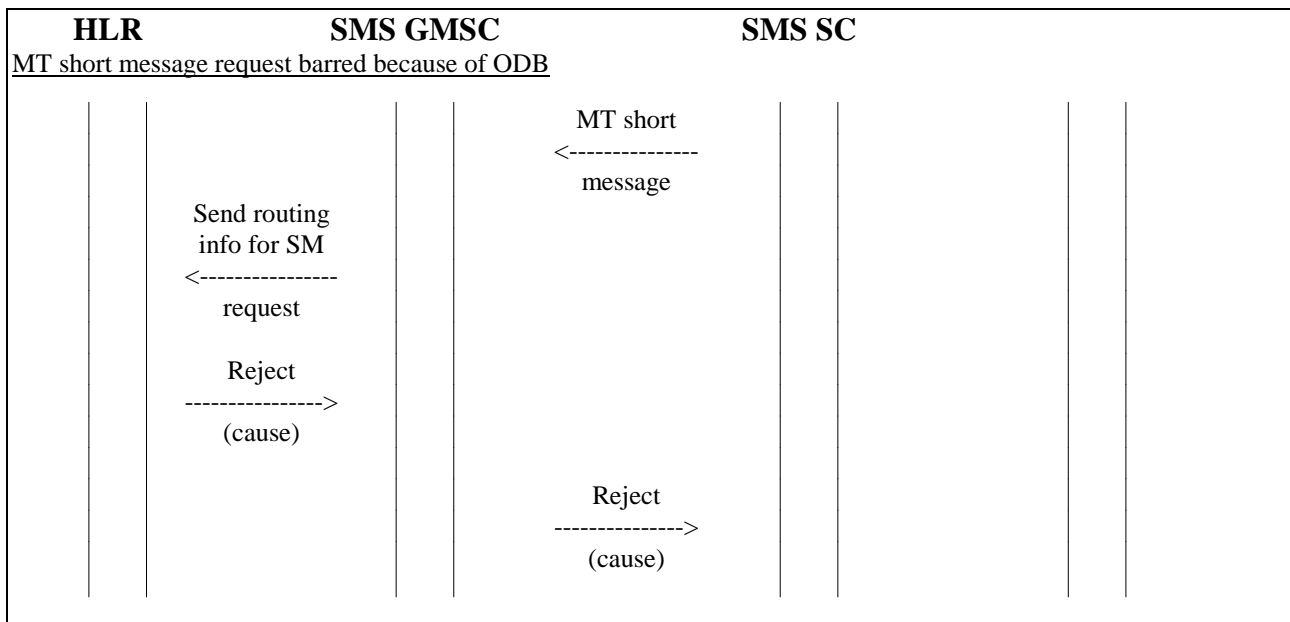 HLR SMS GMSC SMS SC
MT short message request barred because of ODB
MT short
<---------------
message
Send routing
info for SM
<----------------
request
Reject
---------------->
(cause)
Reject
--------------->
(cause)